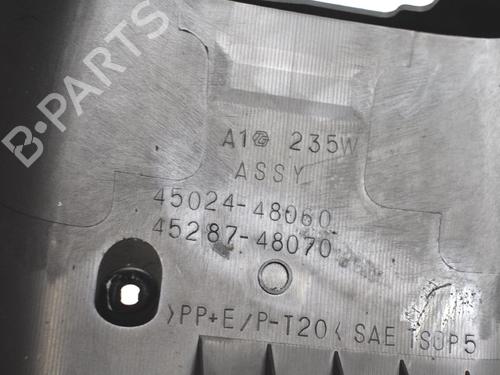 B-PARTS
A1 235W
ASSY
45024-48060
45287-48070
>PP+E/P-T20< SAE TSOP5